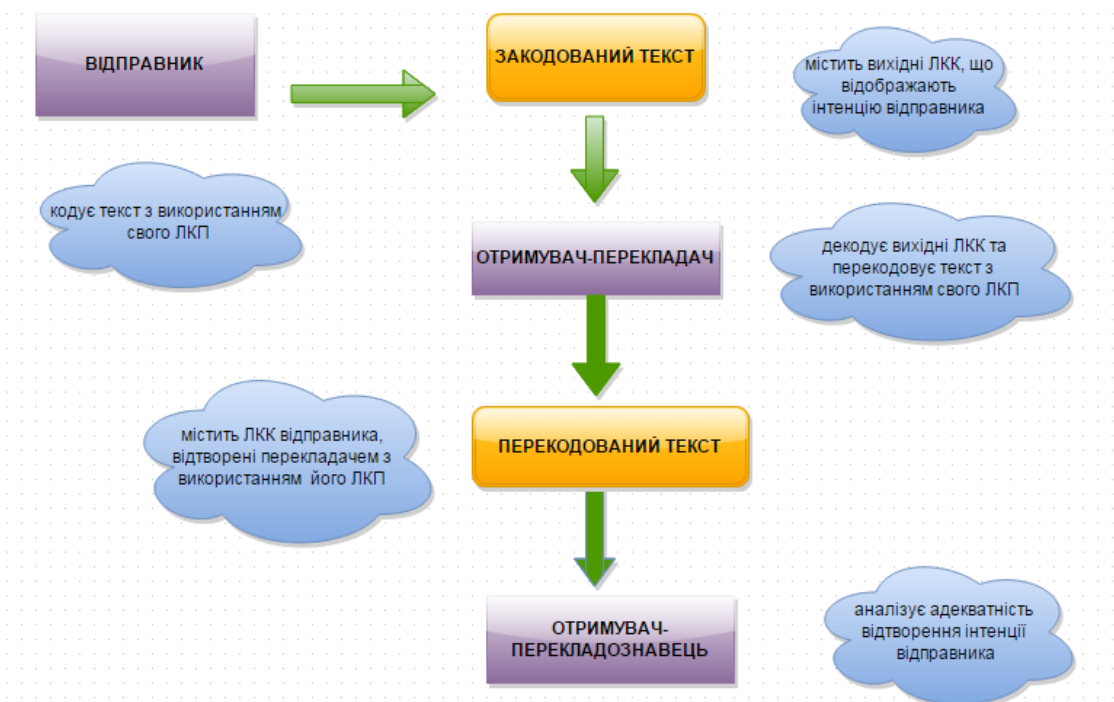 ВІДПРАВНИК
ЗАКОДОВАНИЙ ТЕКСТ
містить вихідні ЛКК, що
відображають
інтенцію відправника
кодує текст з використанням
свого ЛКП
ОТРИМУВАЧ-ПЕРЕКЛАДАЧ
декодує вихідні ЛКК та
перекодовує текст з
використанням свого ЛКП
містить ЛКК відправника,
відтворені перекладачем з
використанням його ЛКП
ПЕРЕКОДОВАНИЙ ТЕКСТ
ОТРИМУВАЧ-
ПЕРЕКЛАДОЗНАВЕЦЬ
аналізує адекватність
відтворення інтенції
відправника